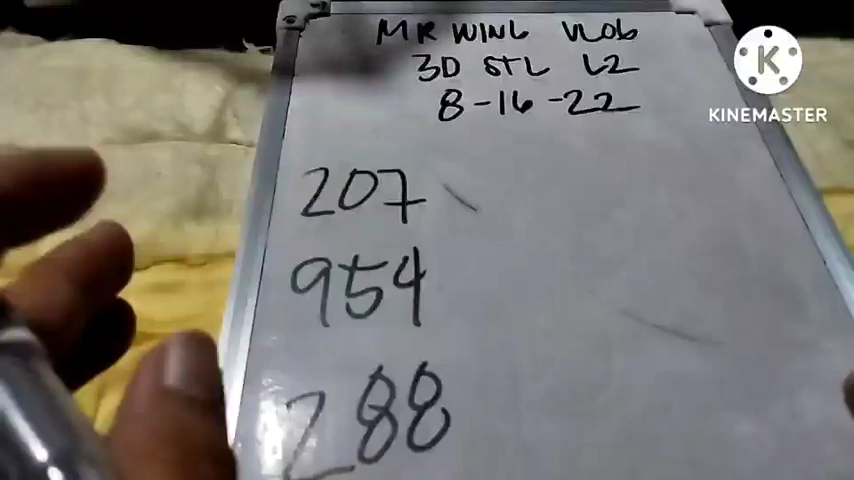 MR WING VLOG
3D STL L2
8-16-22
K
KINEMASTER
207
954
288